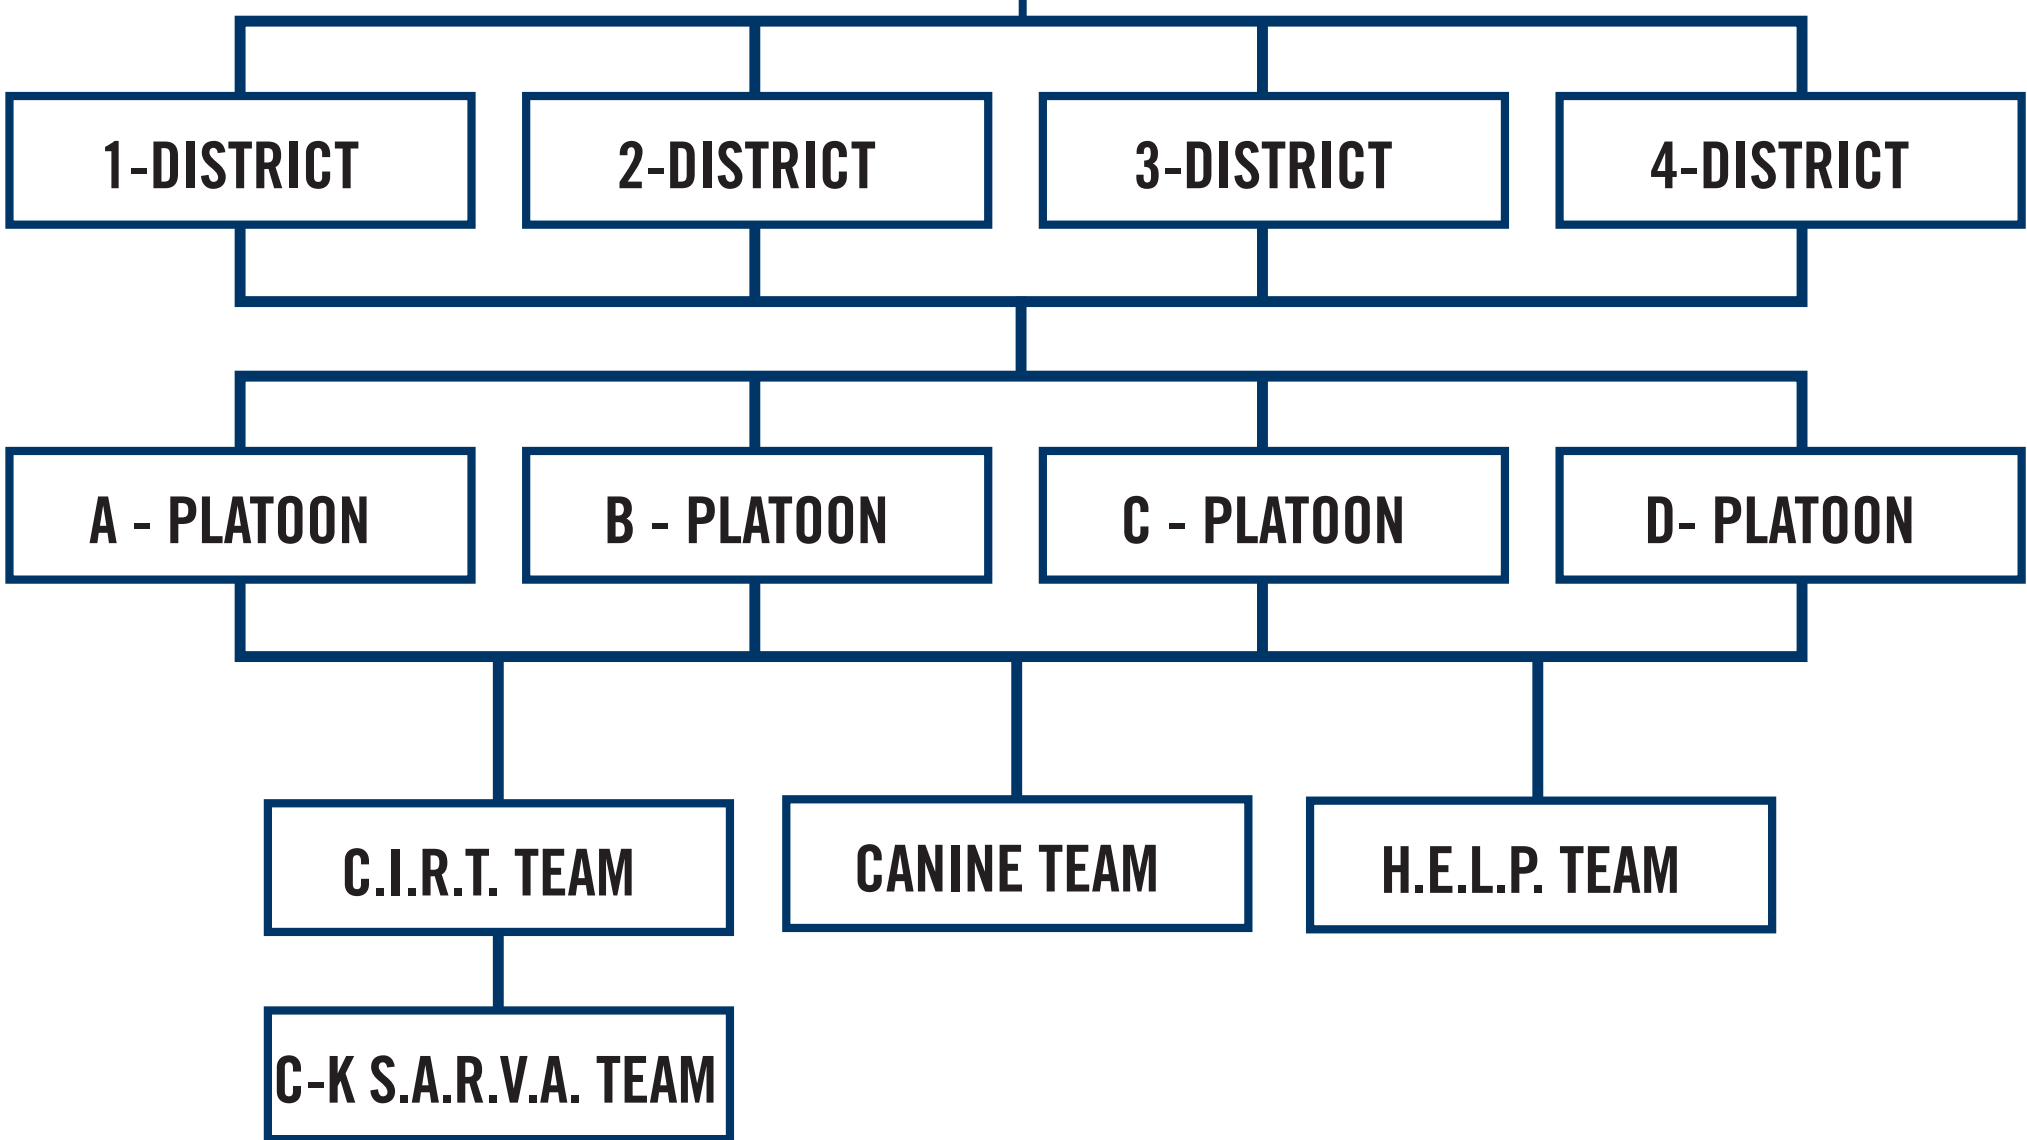 1-DISTRICT
2-DISTRICT
3-DISTRICT
4-DISTRICT
A - PLATOON
B - PLATOON
C - PLATOON
D- PLATOON
C.I.R.T. TEAM
CANINE TEAM
H.E.L.P. TEAM
C-K S.A.R.V.A. TEAM